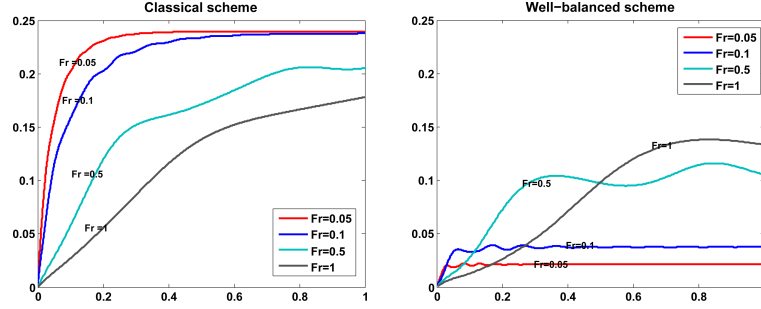 Classical scheme
0.25
0.2
0.15
0.1
0.05
0
0
0.2
0.4
0.6
0.8
1
Fr =0.05
Fr =0.1
Fr =0.5
Fr =1
Fr=0.05
Fr=0.1
Fr=0.5
Fr=1
Well−balanced scheme
0.25
0.2
0.15
0.1
0.05
0
0
0.2
0.4
0.6
0.8
Fr=0.05
Fr=0.1
Fr=0.5
Fr=1
Fr=1
Fr=0.5
Fr=0.1
Fr=0.05